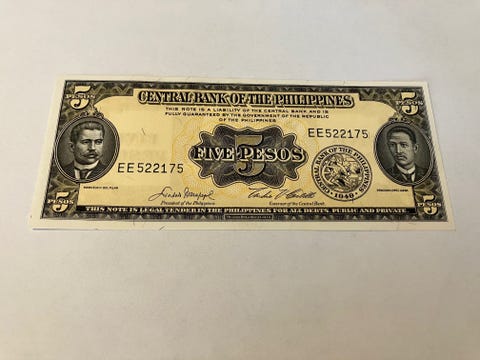 5 CENTRAL BANK OF THE PHILIPPINES 5
PESOS PESOS
THIS NOTE IS A LIABILITY OF THE CENTRAL BANK, AND IS
FULLY GUARANTEED BY THE GOVERNMENT OF THE REPUBLIC
OF THE PHILIPPINES
EE522175
EE522175
5
FIVE PESOS
CENTRAL BANK OF THE PHILIPPINES
1949
President of the Philippines
Governor of the Central Bank
5 5
PESOS PESOS
THIS NOTE IS LEGAL TENDER IN THE PHILIPPINES FOR ALL DEBTS, PUBLIC AND PRIVATE